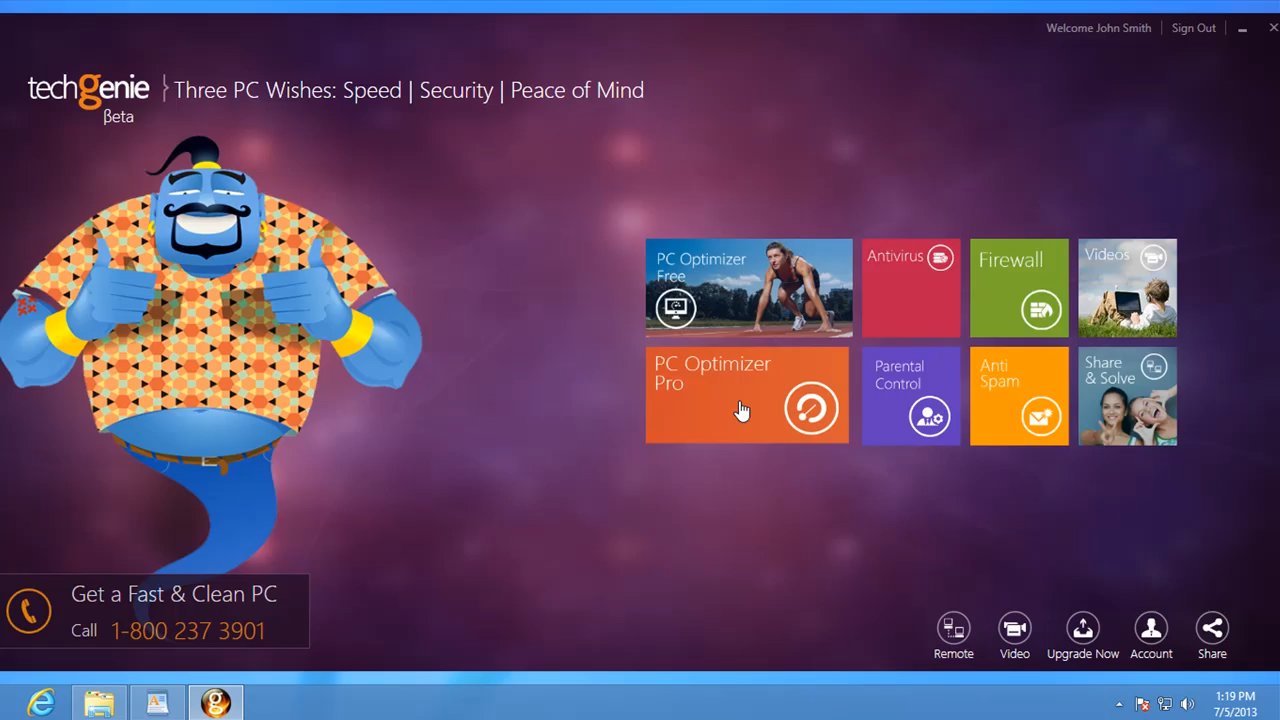 Welcome John Smith
Sign Out
techgenie
βeta
Three PC Wishes: Speed | Security | Peace of Mind
PC Optimizer
Free
Antivirus
Firewall
Videos
PC Optimizer
Pro
Parental
Control
Anti
Spam
Share
& Solve
Get a Fast & Clean PC
Call 1-800 237 3901
Remote
Video
Upgrade Now
Account
Share
1:19 PM
7/5/2013